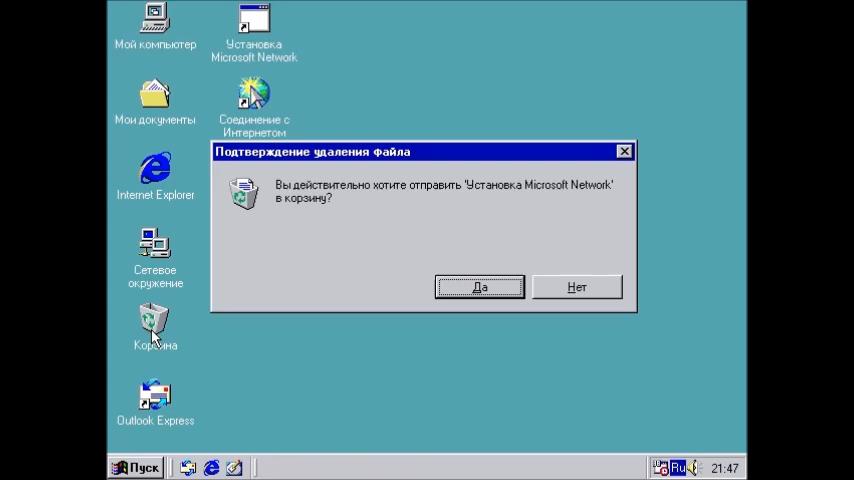 Мой компьютер
Установка
Microsoft Network
Мои документы
Соединение с
Интернетом
Подтверждение удаления файла
Вы действительно хотите отправить 'Установка Microsoft Network'
в корзину?
Да
Нет
Internet Explorer
Сетевое
окружение
Корзина
Outlook Express
Пуск
Ru
21:47